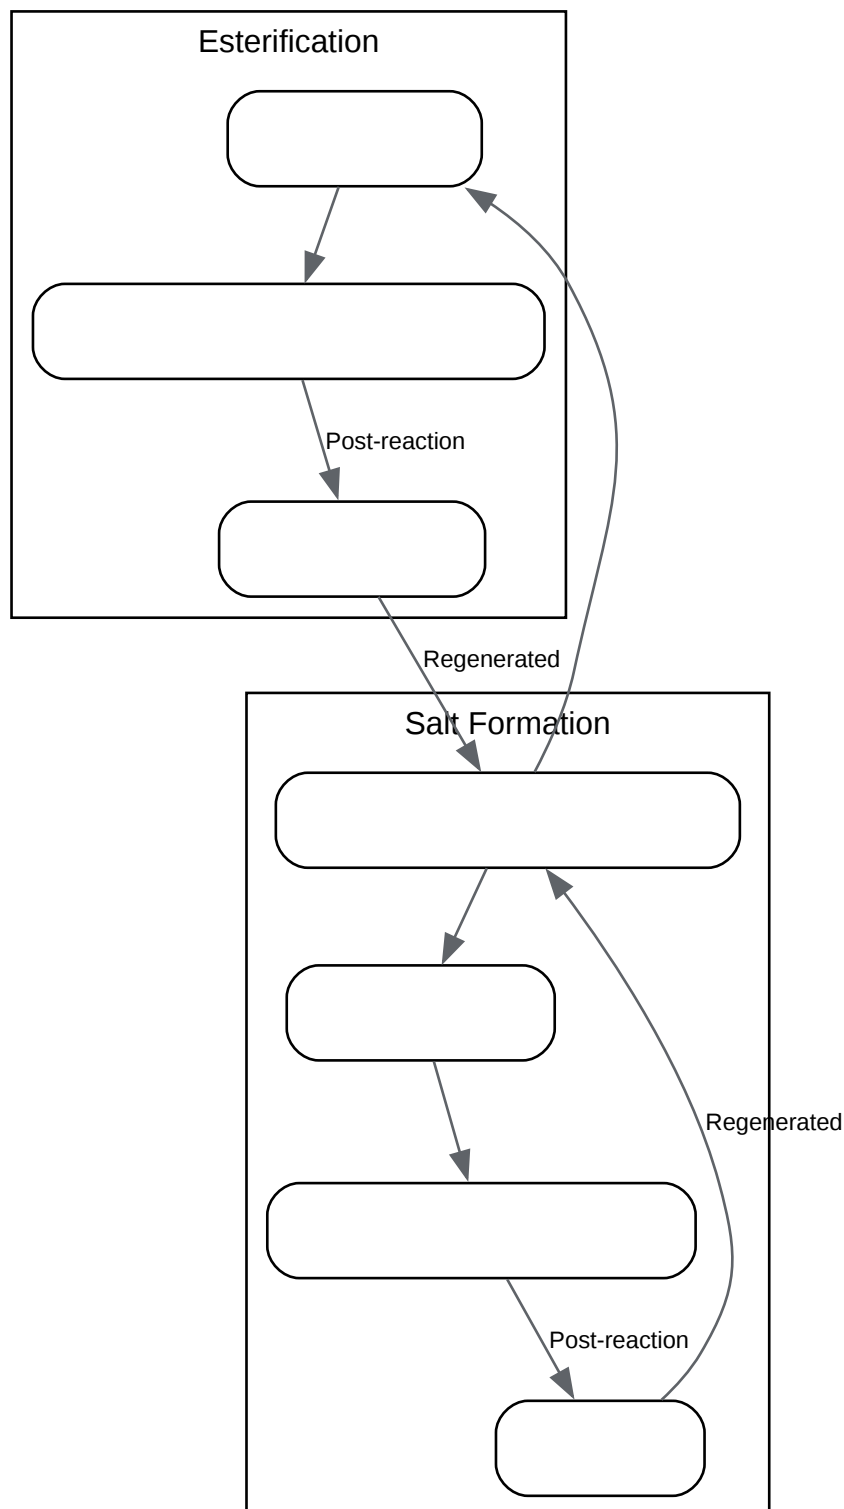 Esterification
Post-reaction
Regenerated
Salt Formation
Regenerated
Post-reaction